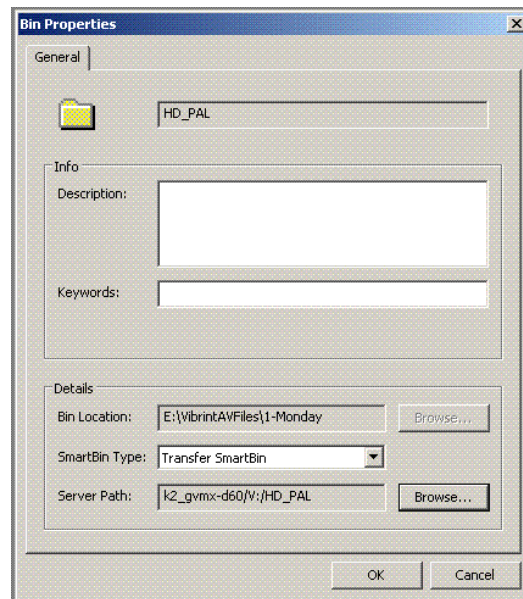 Bin Properties
General
HD_PAL
Info
Description:
Keywords:
Details
Bin Location: E:\VibrintAVFiles\1-Monday Browse...
SmartBin Type: Transfer SmartBin
Server Path: k2_gvmx-d60/V:/HD_PAL Browse...
OK Cancel